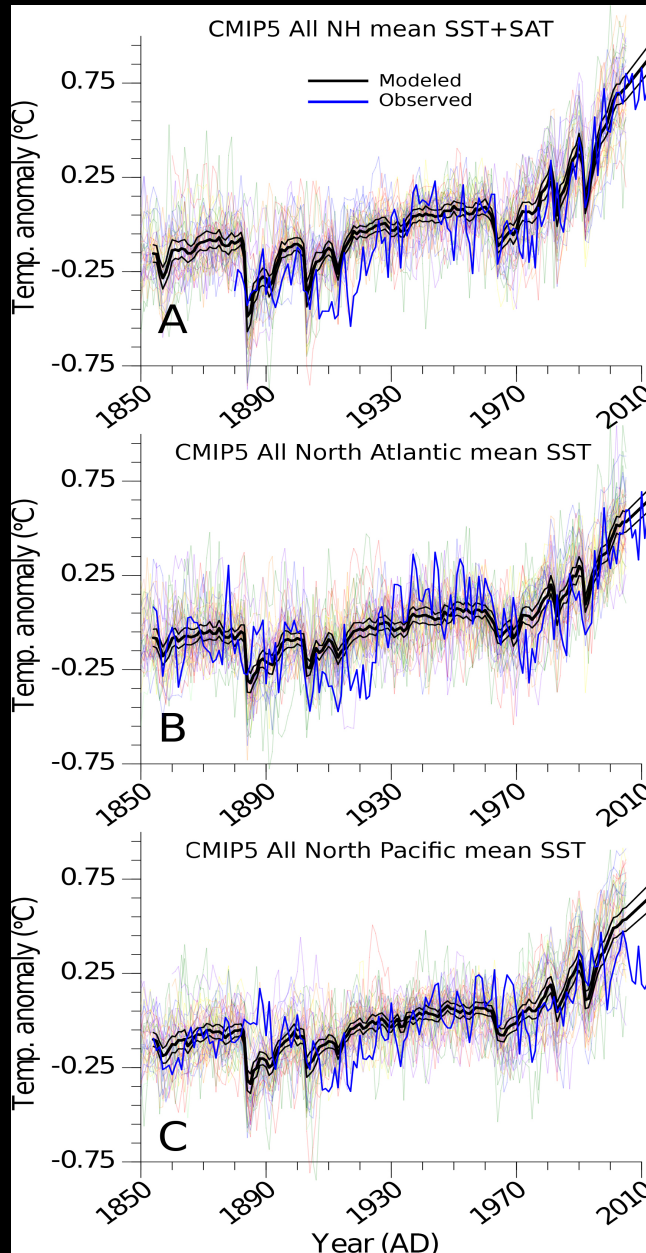 CMIP5 All NH mean SST+SAT
Modeled
Observed
Temp. anomaly (°C)
0.75
0.25
-0.25
-0.75
A
1850
1890
1930
1970
2010
CMIP5 All North Atlantic mean SST
Temp. anomaly (°C)
0.75
0.25
-0.25
-0.75
B
1850
1890
1930
1970
2010
CMIP5 All North Pacific mean SST
Temp. anomaly (°C)
0.75
0.25
-0.25
-0.75
C
1850
1890
1930
1970
2010
Year (AD)